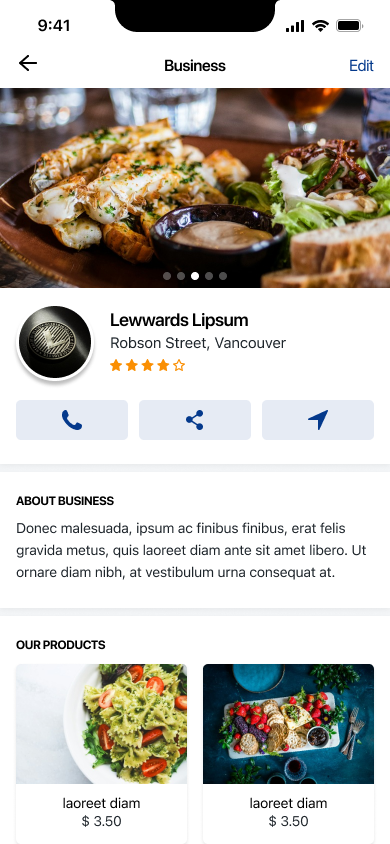 9:41
Business
Edit
Lewwards Lipsum
Robson Street, Vancouver
ABOUT BUSINESS
Donec malesuada, ipsum ac finibus finibus, erat felis
gravida metus, quis laoreet diam ante sit amet libero. Ut
ornare diam nibh, at vestibulum urna consequat at.
OUR PRODUCTS
laoreet diam
$ 3.50
laoreet diam
$ 3.50